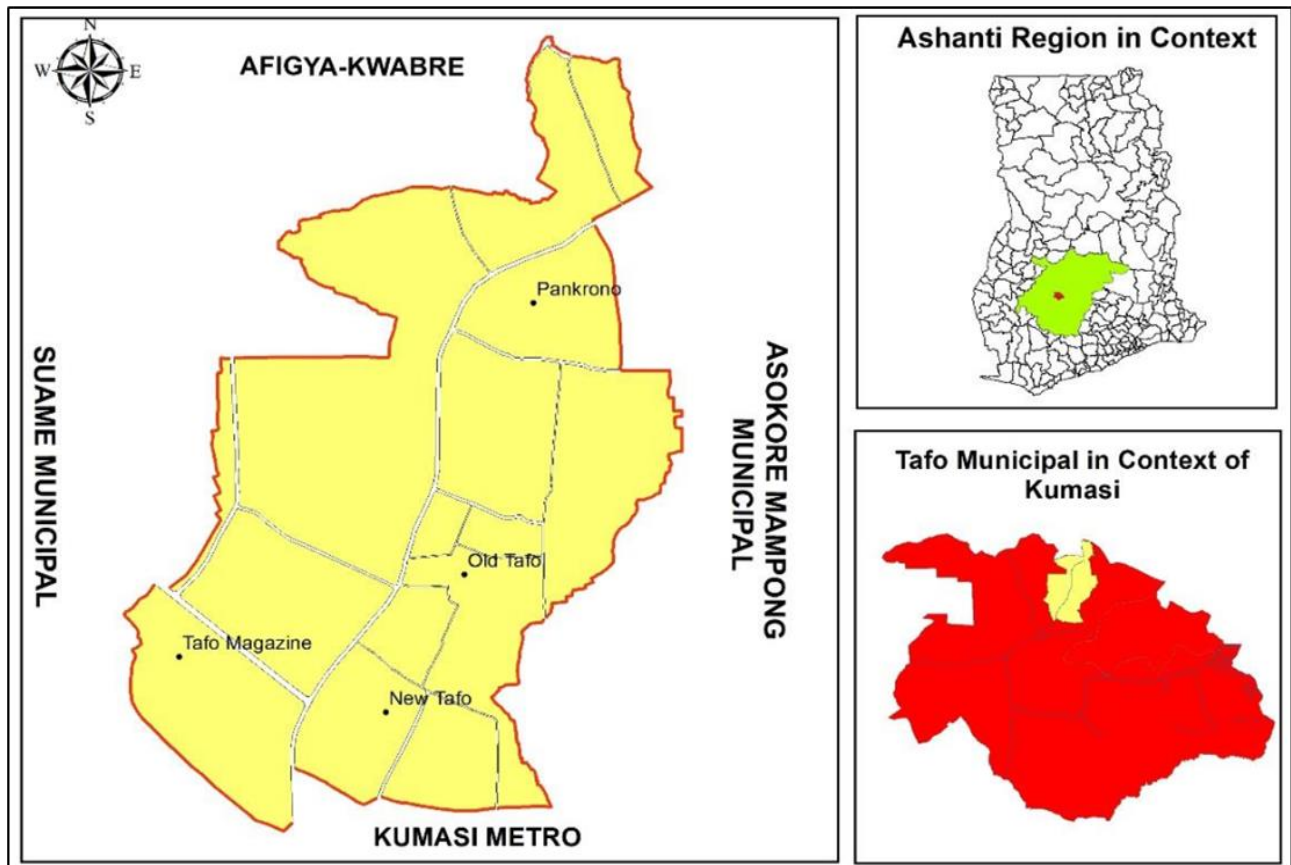 N
W E
S
AFIGYA-KWABRE
Pankrono
SUAME MUNICIPAL
ASOKORE MAMPONG
MUNICIPAL
Old Tafo
Tafo Magazine
New Tafo
KUMASI METRO
Ashanti Region in Context
Tafo Municipal in Context of
Kumasi